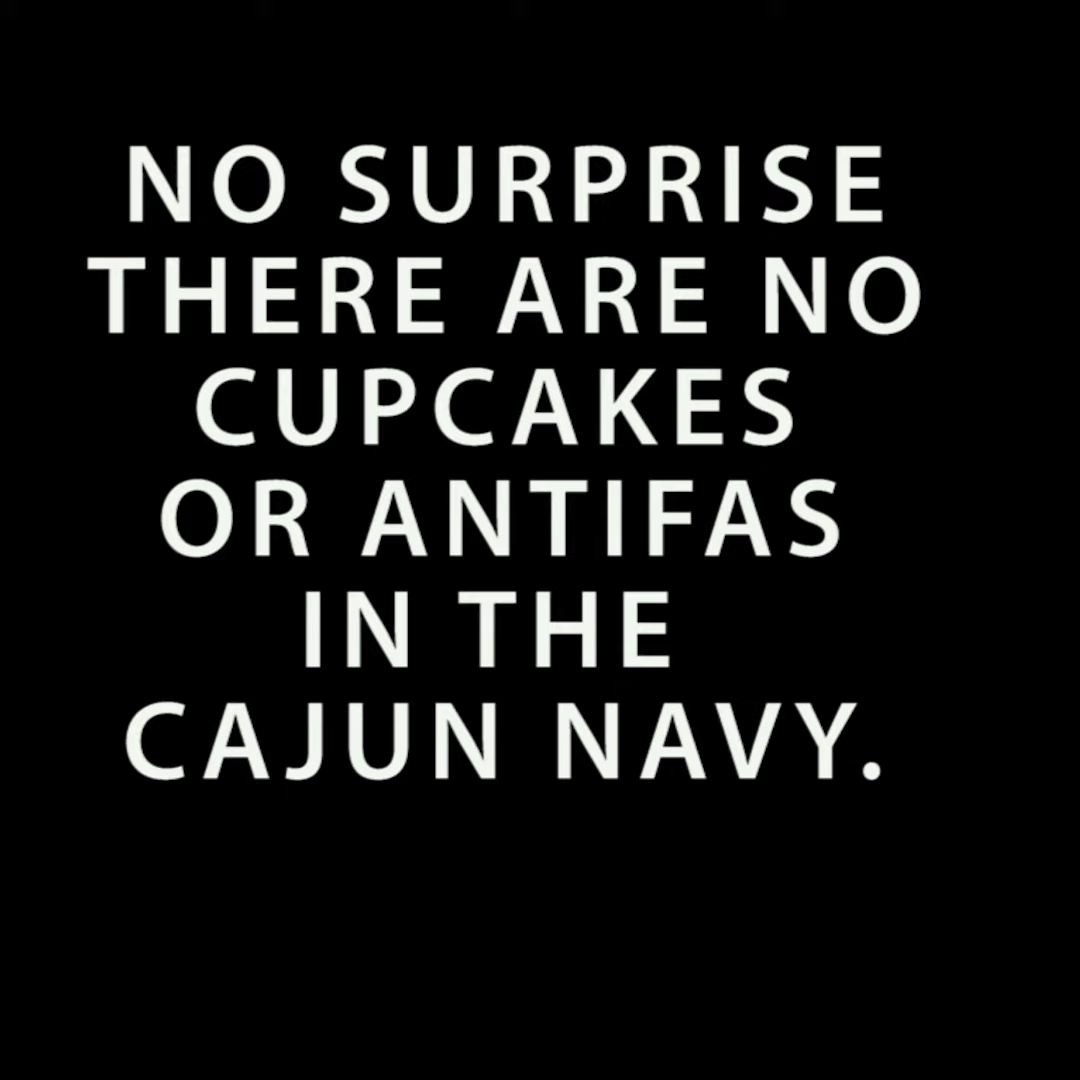 NO SURPRISE
THERE ARE NO
CUPCAKES
OR ANTIFAS
IN THE
CAJUN NAVY.